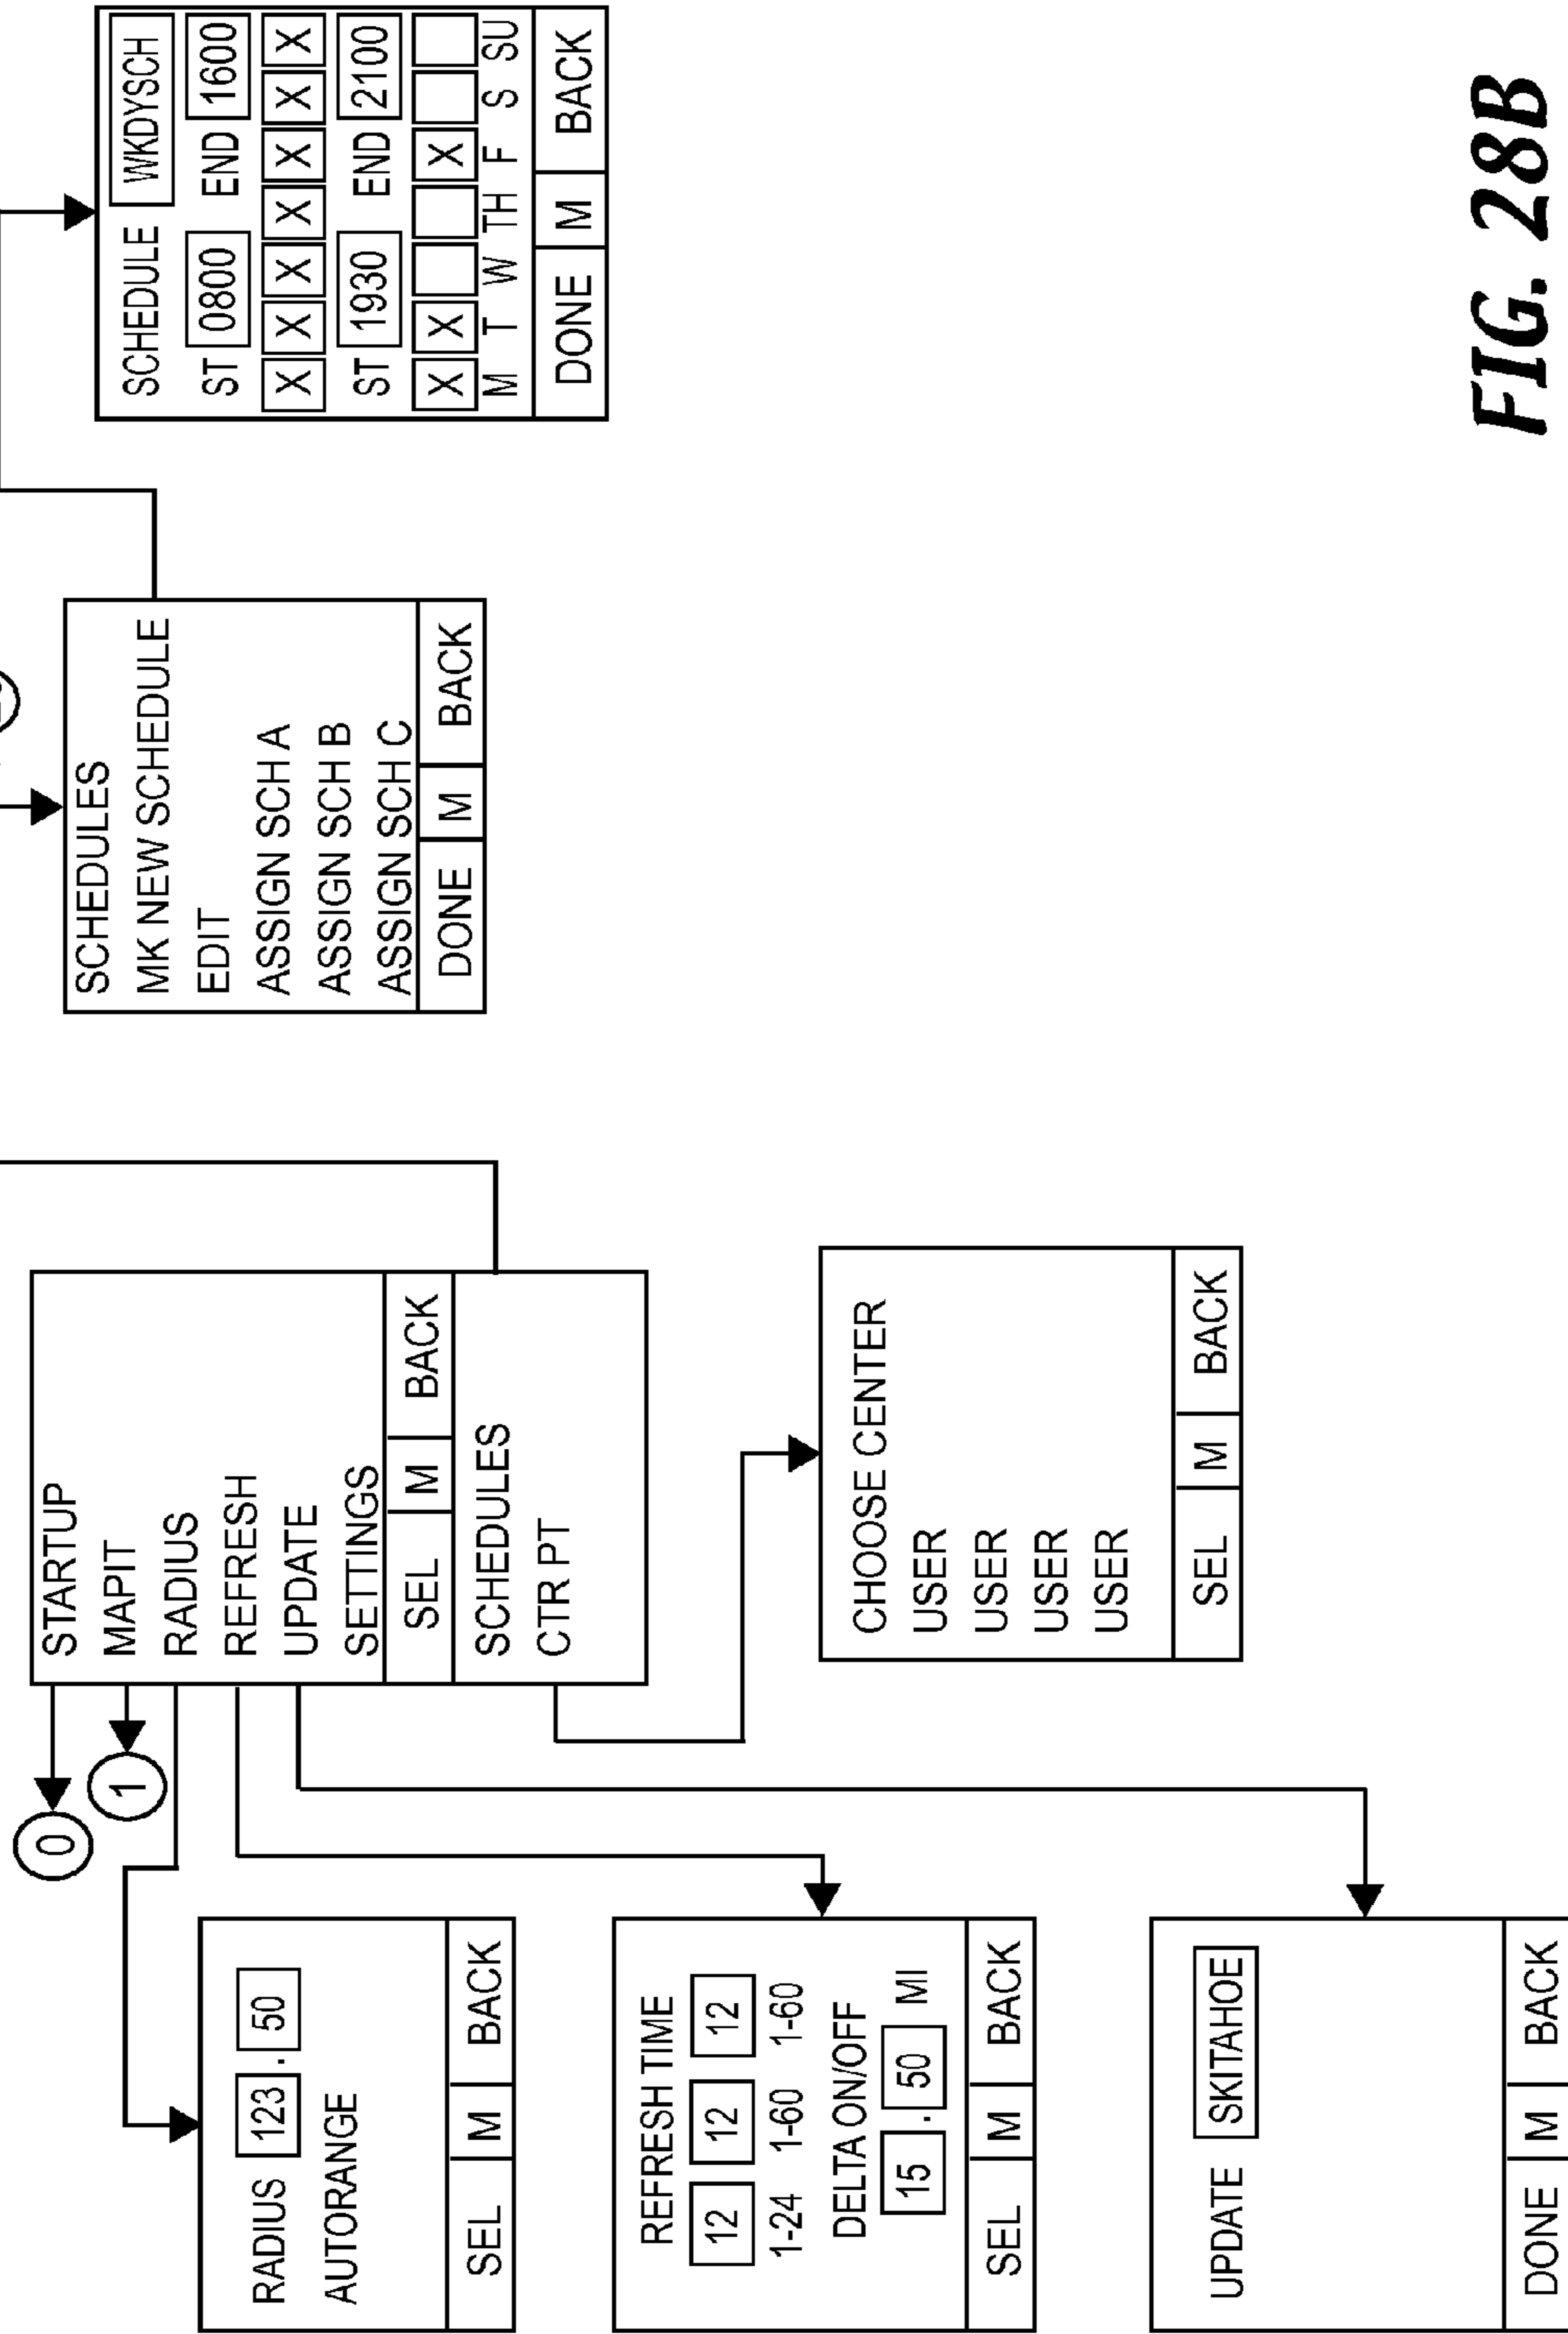 RADIUS 123 . 50
AUTORANGE
SEL M BACK
REFRESH TIME
12 12 12
1-24 1-60 1-60
DELTA ON/OFF
15 . 50 MI
SEL M BACK
UPDATE SKITAHOE
DONE M BACK
0
1
STARTUP
MAPIT
RADIUS
REFRESH
UPDATE
SETTINGS
SEL M BACK
SCHEDULES
CTR PT
CHOOSE CENTER
USER
USER
USER
USER
SEL M BACK
SCHEDULES
MK NEW SCHEDULE
EDIT
ASSIGN SCH A
ASSIGN SCH B
ASSIGN SCH C
DONE M BACK
SCHEDULE WKDYSCH
ST 0800 END 1600
X X X X X X X
ST 1930 END 2100
X X X
M T W TH F S SU
DONE M BACK
FIG. 28B